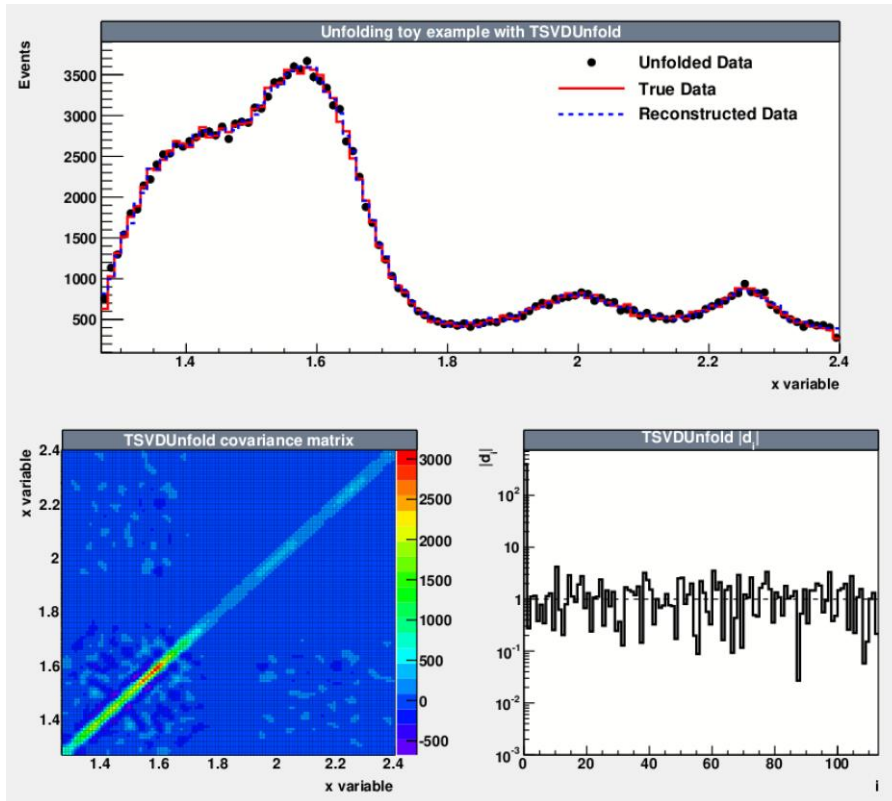 Unfolding toy example with TSVDUnfold
Events
Unfolded Data
True Data
Reconstructed Data
3500
3000
2500
2000
1500
1000
500
1.4 1.6 1.8 2 2.2 2.4
x variable
TSVDUnfold covariance matrix
x variable
2.4
2.2
2
1.8
1.6
1.4
3000
2500
2000
1500
1000
500
0
-500
1.4 1.6 1.8 2 2.2 2.4
x variable
TSVDUnfold |dᵢ|
|dᵢ|
10²
10
1
10⁻¹
10⁻²
10⁻³
0 20 40 60 80 100
i